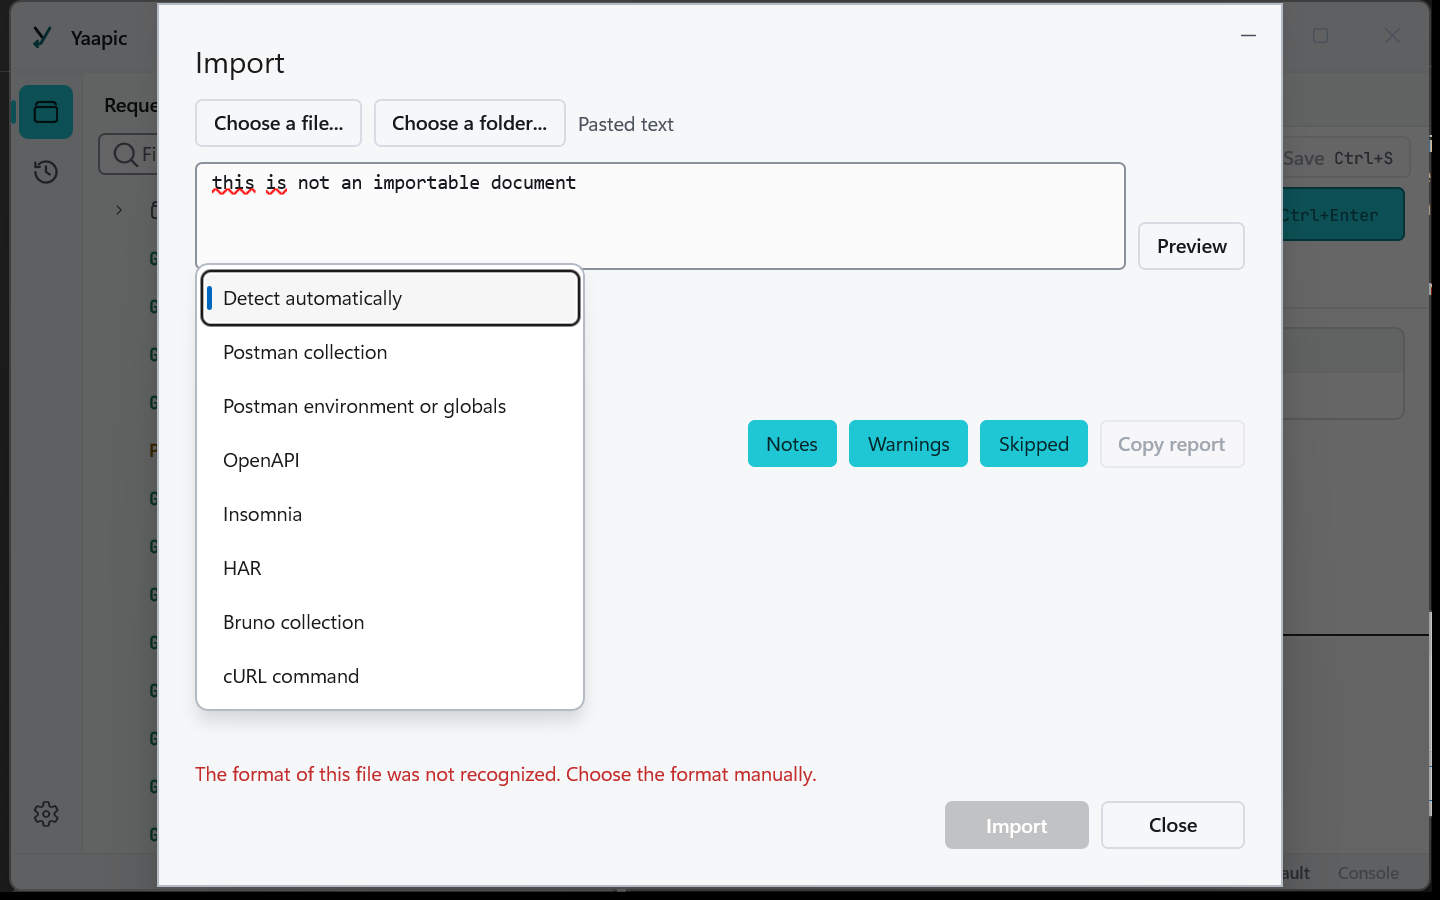 Yaapic
Import
Choose a file...
Choose a folder...
Pasted text
this is not an importable document
Preview
Save Ctrl+S
Ctrl+Enter
Detect automatically
Postman collection
Postman environment or globals
OpenAPI
Insomnia
HAR
Bruno collection
cURL command
Notes
Warnings
Skipped
Copy report
The format of this file was not recognized. Choose the format manually.
Import
Close
Console